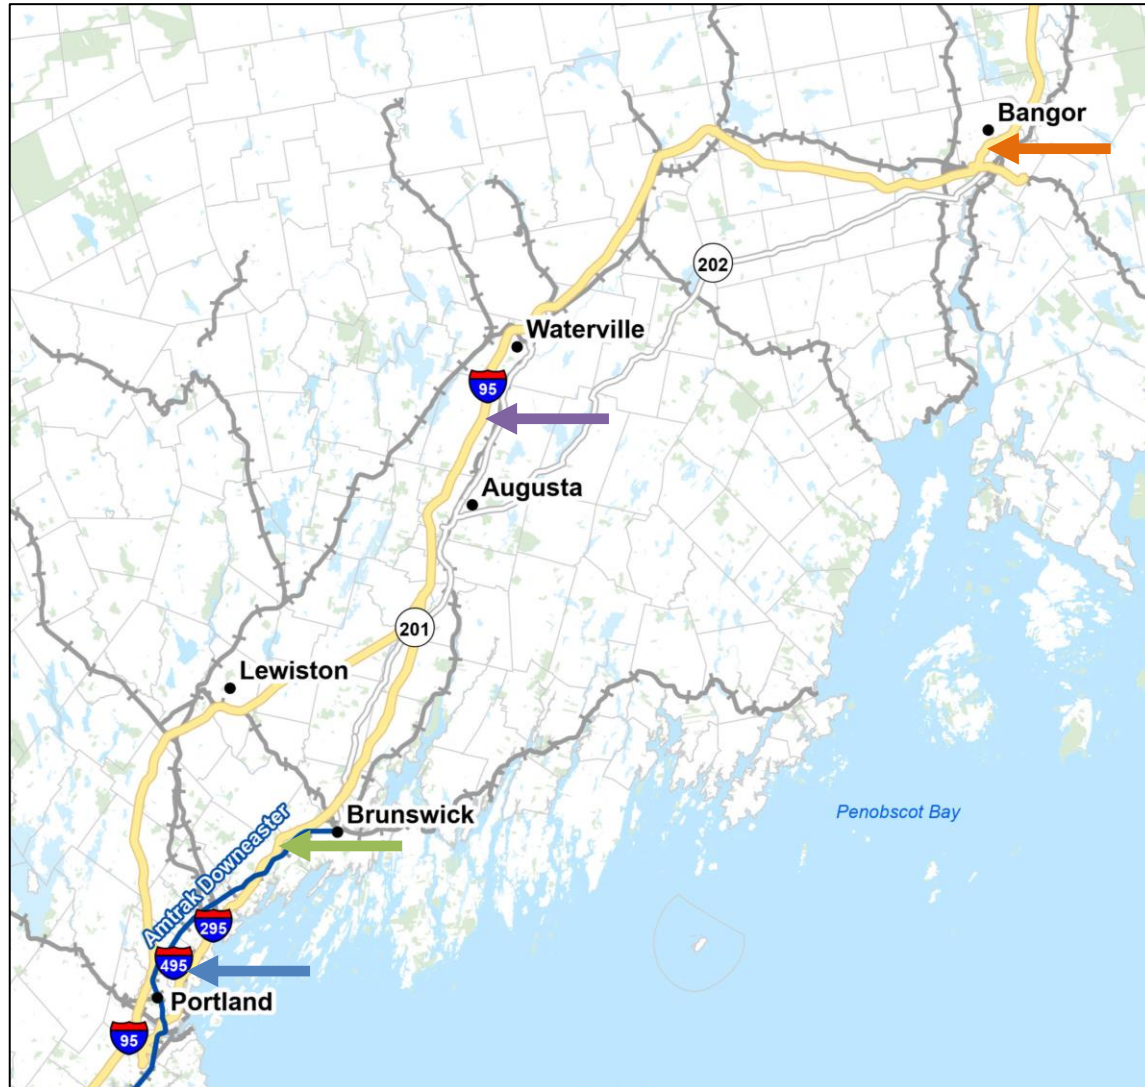 Bangor
202
Waterville
95
Augusta
201
Lewiston
Brunswick
Penobscot Bay
Amtrak Downeaster
295
495
Portland
95